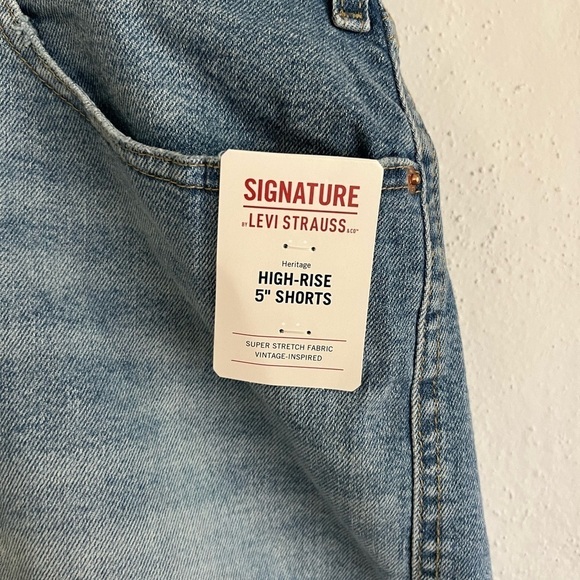 SIGNATURE
BY LEVI STRAUSS & CO™
Heritage
HIGH-RISE
5" SHORTS
SUPER STRETCH FABRIC
VINTAGE-INSPIRED